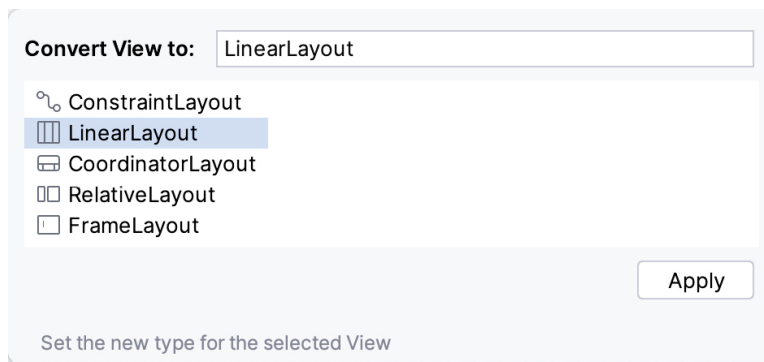 Convert View to: LinearLayout
ConstraintLayout
LinearLayout
CoordinatorLayout
RelativeLayout
FrameLayout
Apply
Set the new type for the selected View